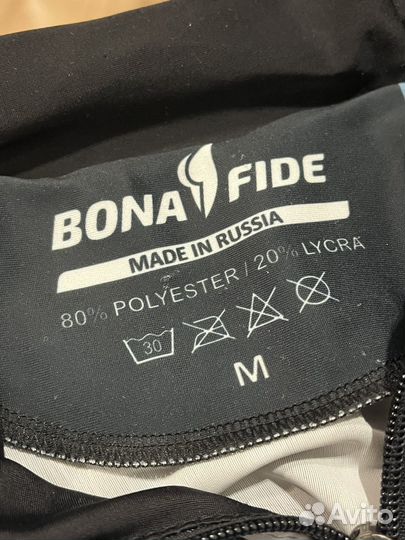 BONA FIDE
MADE IN RUSSIA
80% POLYESTER / 20% LYCRA
30
M
Avito